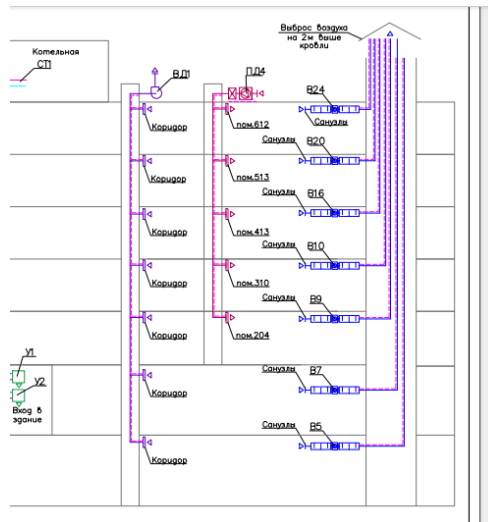 Выброс воздуха
на 2м выше
кровли
Котельная
СТ1
ВД1
ПД4
В24
Коридор
пом.612
Санузлы
Санузлы
В20
Коридор
пом.513
Санузлы
В16
Коридор
пом.413
Санузлы
В10
Коридор
пом.310
Санузлы
В9
Коридор
пом.204
У1
У2
Вход в
здание
Санузлы
В7
Коридор
Санузлы
В5
Коридор